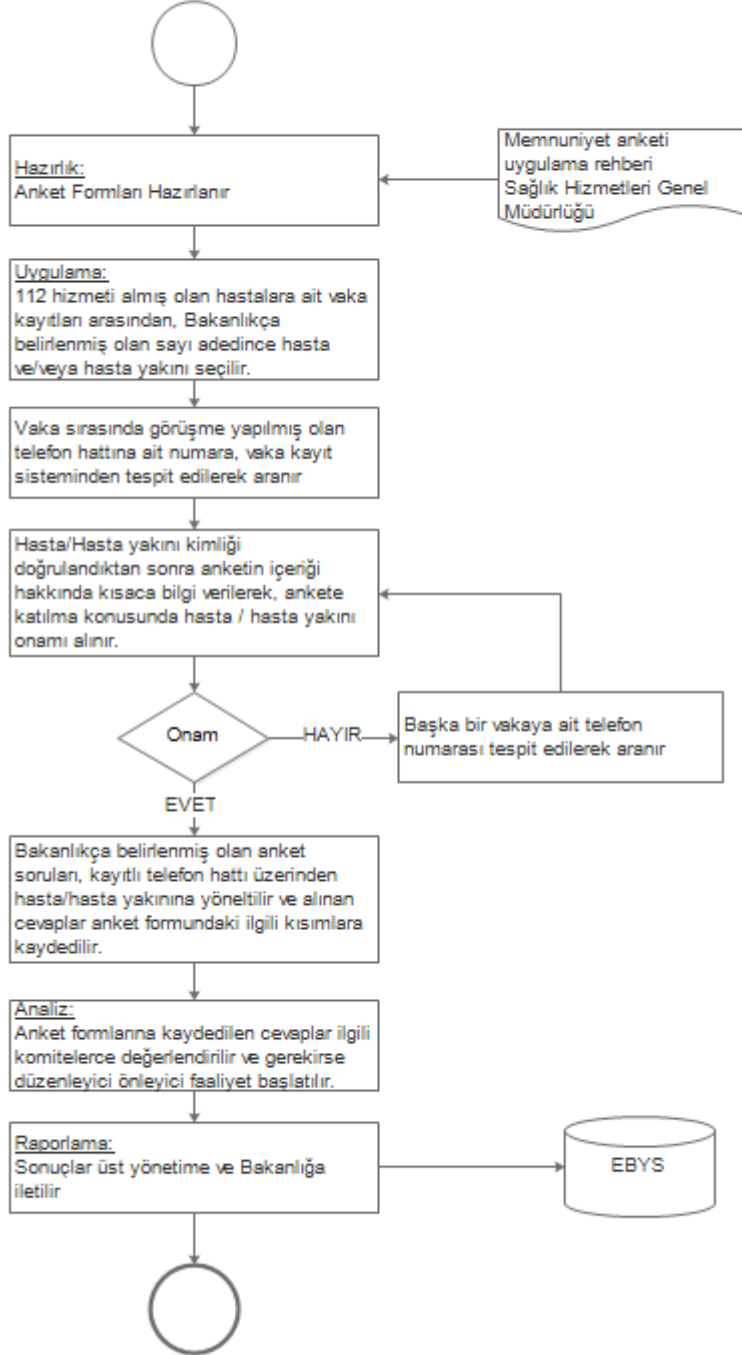 Hazırlık:
Anket Formları Hazırlanır
Memnuniyet anketi
uygulama rehberi
Sağlık Hizmetleri Genel
Müdürlüğü
Uygulama:
112 hizmeti almış olan hastalara ait vaka
kayıtları arasından, Bakanlıkça
belirlenmiş olan sayı adedince hasta
ve/veya hasta yakını seçilir.
Vaka sırasında görüşme yapılmış olan
telefon hattına ait numara, vaka kayıt
sisteminden tespit edilerek aranır
Hasta/Hasta yakını kimliği
doğrulandıktan sonra anketin içeriği
hakkında kısaca bilgi verilerek, ankete
katılma konusunda hasta / hasta yakını
onamı alınır.
Onam
HAYIR
Başka bir vakaya ait telefon
numarası tespit edilerek aranır
EVET
Bakanlıkça belirlenmiş olan anket
soruları, kayıtlı telefon hattı üzerinden
hasta/hasta yakınına yöneltilir ve alınan
cevaplar anket formundaki ilgili kısımlara
kaydedilir.
Analiz:
Anket formlarına kaydedilen cevaplar ilgili
komitelerce değerlendirilir ve gerekirse
düzenleyici önleyici faaliyet başlatılır.
Raporlama:
Sonuçlar üst yönetime ve Bakanlığa
iletilir
EBYS